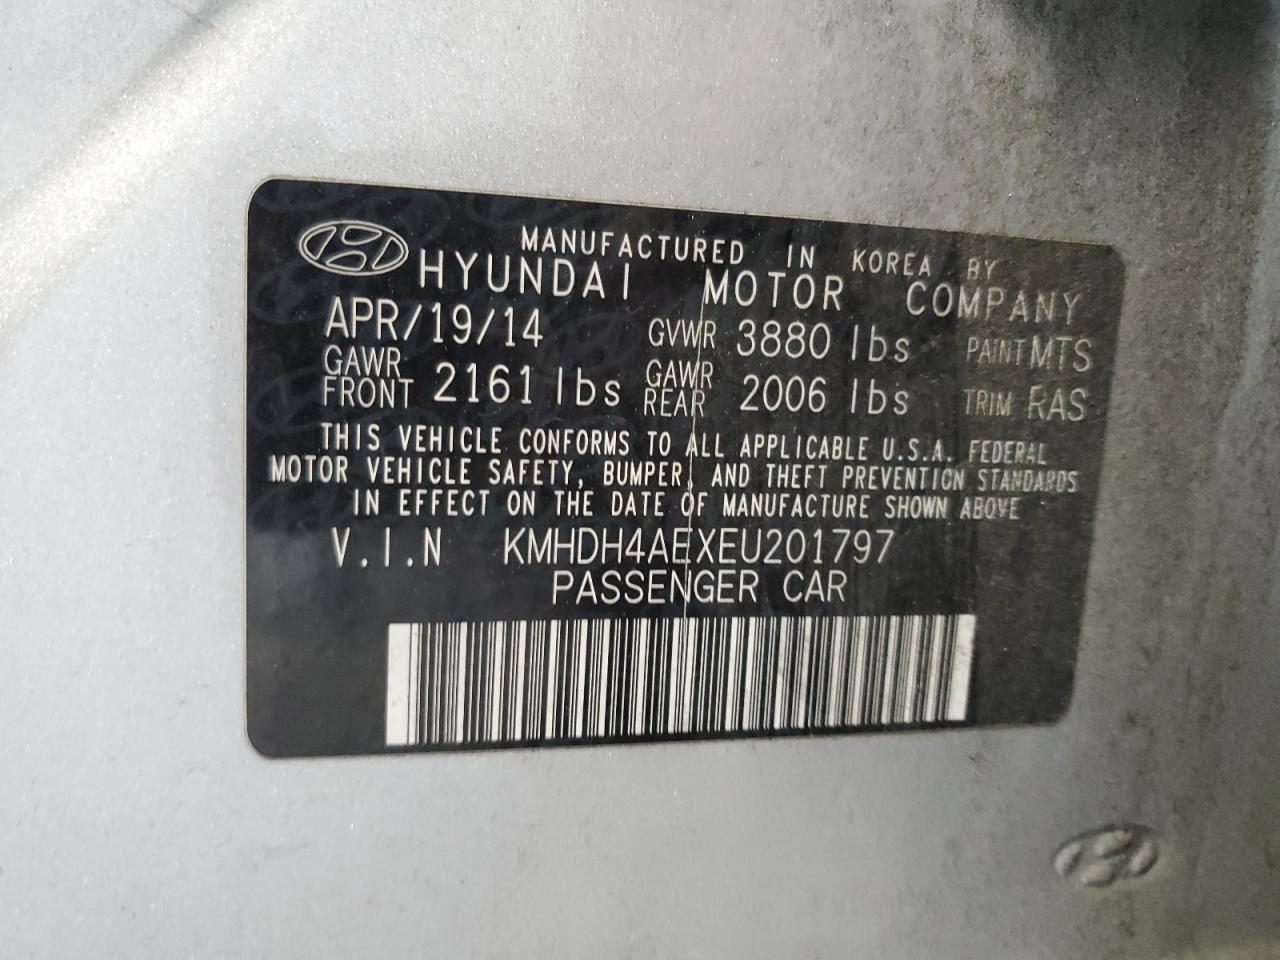 MANUFACTURED IN KOREA BY
HYUNDAI MOTOR COMPANY
APR/19/14 GVWR 3880 lbs PAINT MTS
GAWR FRONT 2161 lbs GAWR REAR 2006 lbs TRIM RAS
THIS VEHICLE CONFORMS TO ALL APPLICABLE U.S.A. FEDERAL
MOTOR VEHICLE SAFETY, BUMPER, AND THEFT PREVENTION STANDARDS
IN EFFECT ON THE DATE OF MANUFACTURE SHOWN ABOVE
V.I.N KMHDH4AEXEU201797
PASSENGER CAR